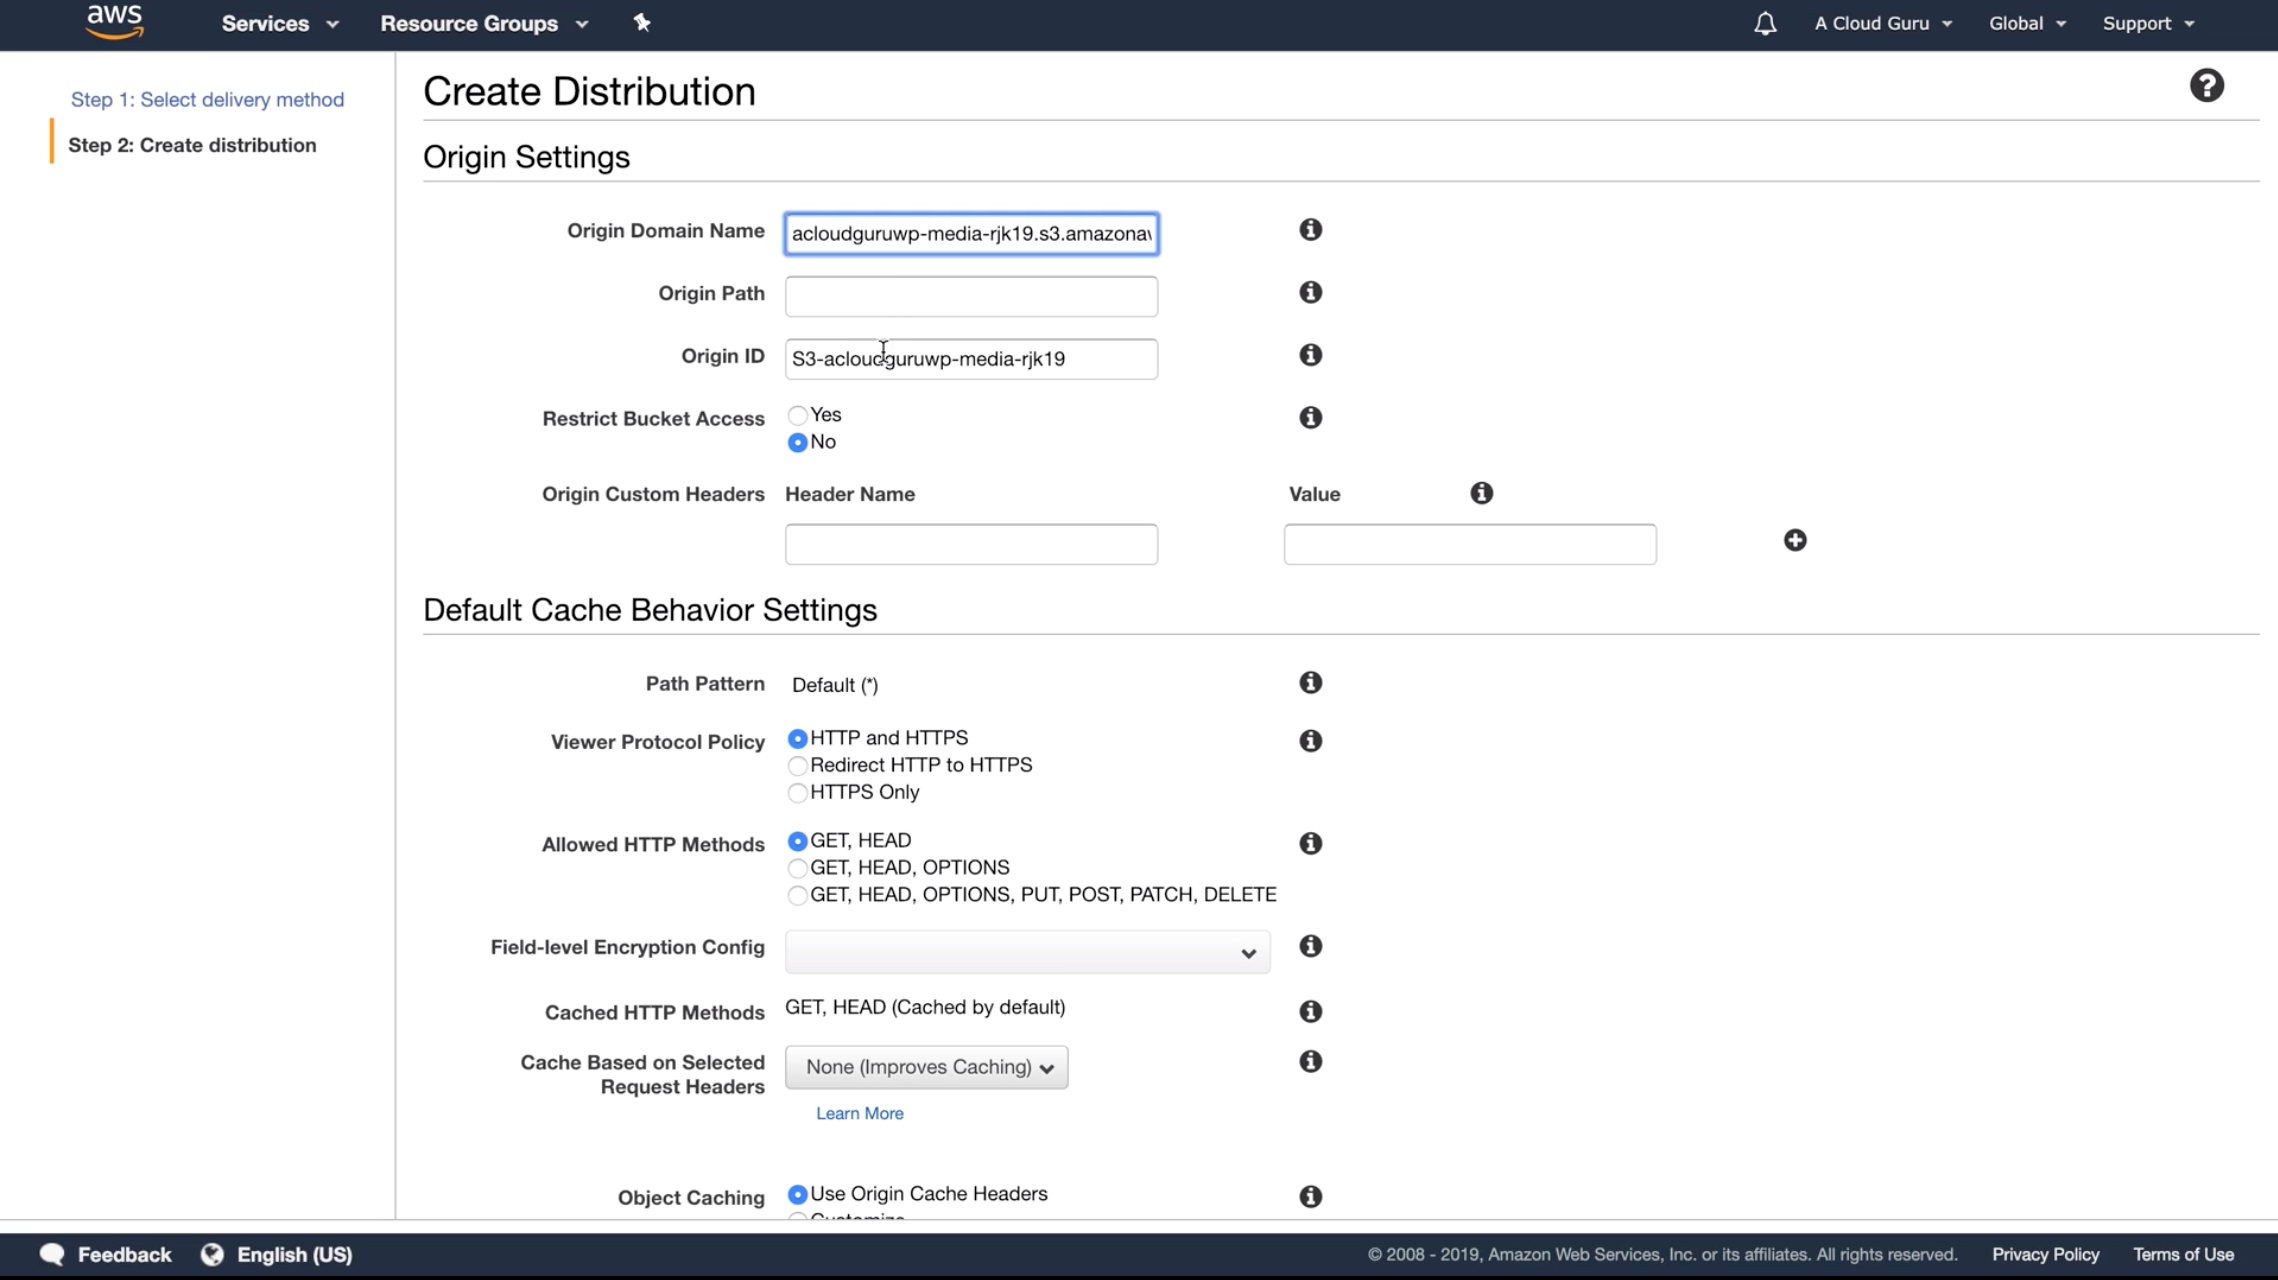 aws Services Resource Groups A Cloud Guru Global Support
Step 1: Select delivery method
Step 2: Create distribution
Create Distribution
Origin Settings
Origin Domain Name acloudguruwp-media-rjk19.s3.amazona
Origin Path
Origin ID S3-acloudguruwp-media-rjk19
Restrict Bucket Access Yes
No
Origin Custom Headers Header Name Value
Default Cache Behavior Settings
Path Pattern Default (*)
Viewer Protocol Policy HTTP and HTTPS
Redirect HTTP to HTTPS
HTTPS Only
Allowed HTTP Methods GET, HEAD
GET, HEAD, OPTIONS
GET, HEAD, OPTIONS, PUT, POST, PATCH, DELETE
Field-level Encryption Config
Cached HTTP Methods GET, HEAD (Cached by default)
Cache Based on Selected
Request Headers
None (Improves Caching)
Learn More
Object Caching Use Origin Cache Headers
Customize
Feedback English (US) © 2008 - 2019, Amazon Web Services, Inc. or its affiliates. All rights reserved. Privacy Policy Terms of Use